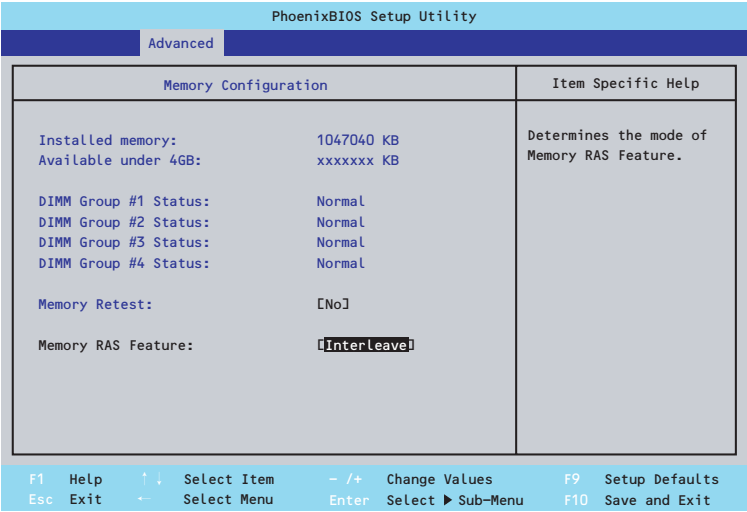 PhoenixBIOS Setup Utility
Advanced
Memory Configuration
Item Specific Help
Installed memory: 1047040 KB
Available under 4GB: xxxxxxx KB
DIMM Group #1 Status: Normal
DIMM Group #2 Status: Normal
DIMM Group #3 Status: Normal
DIMM Group #4 Status: Normal
Memory Retest: [No]
Memory RAS Feature: [Interleave]
Determines the mode of
Memory RAS Feature.
F1 Help ↑↓ Select Item - /+ Change Values F9 Setup Defaults
Esc Exit ← Select Menu Enter Select ▶ Sub-Menu F10 Save and Exit